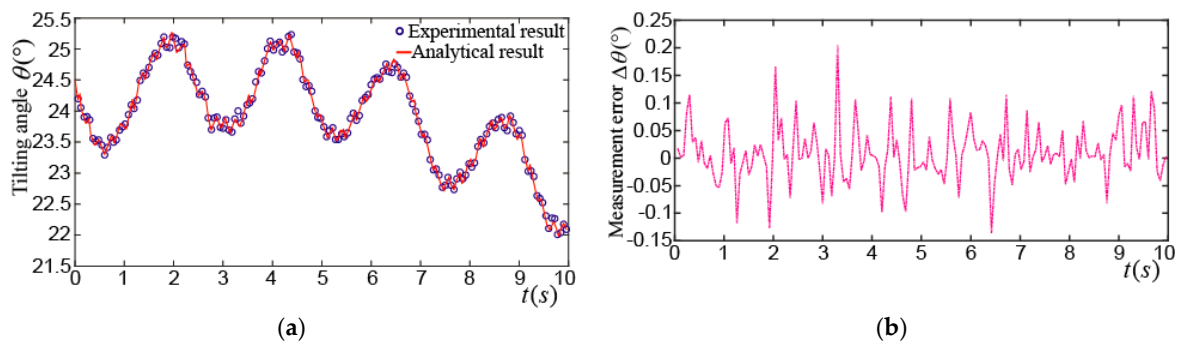 25.5
25
24.5
24
23.5
23
22.5
22
21.5
Tilting angle θ(°)
Experimental result
Analytical result
0 1 2 3 4 5 6 7 8 9 10
t(s)
(a)
0.25
0.2
0.15
0.1
0.05
0
-0.05
-0.1
-0.15
Measurement error Δθ(°)
0 1 2 3 4 5 6 7 8 9 10
t(s)
(b)